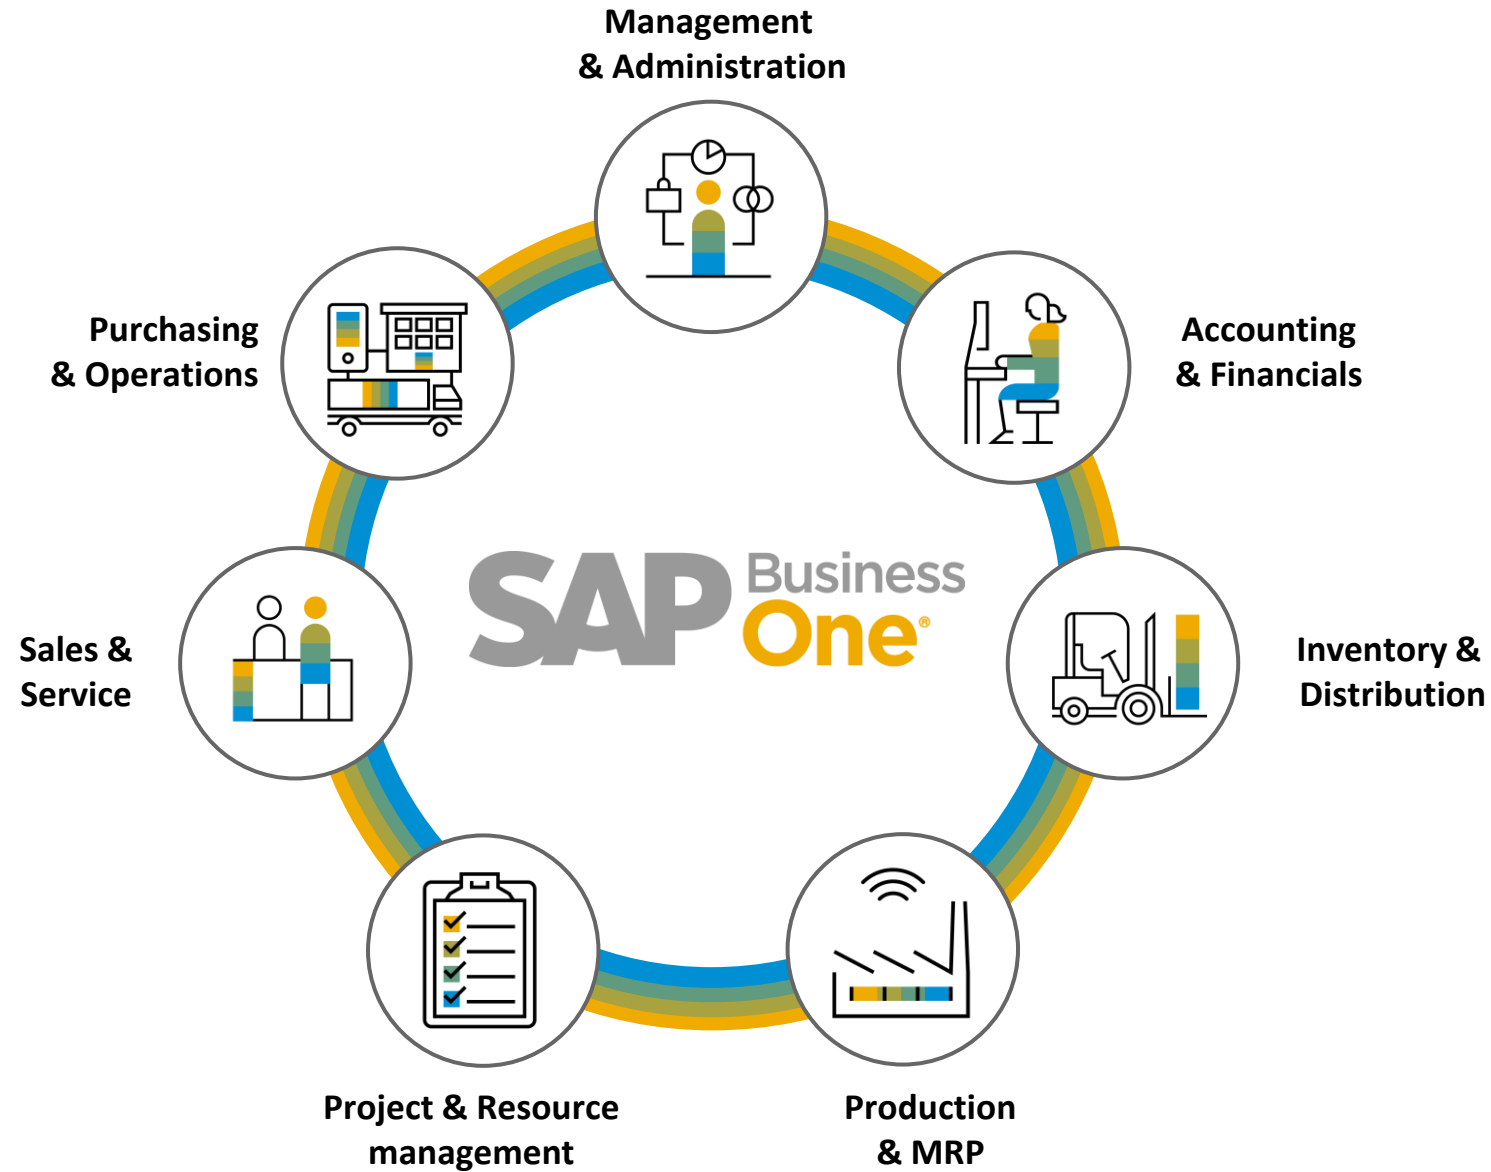 Management
& Administration
Purchasing
& Operations
Accounting
& Financials
SAP Business
One®
Sales &
Service
Inventory &
Distribution
Project & Resource
management
Production
& MRP